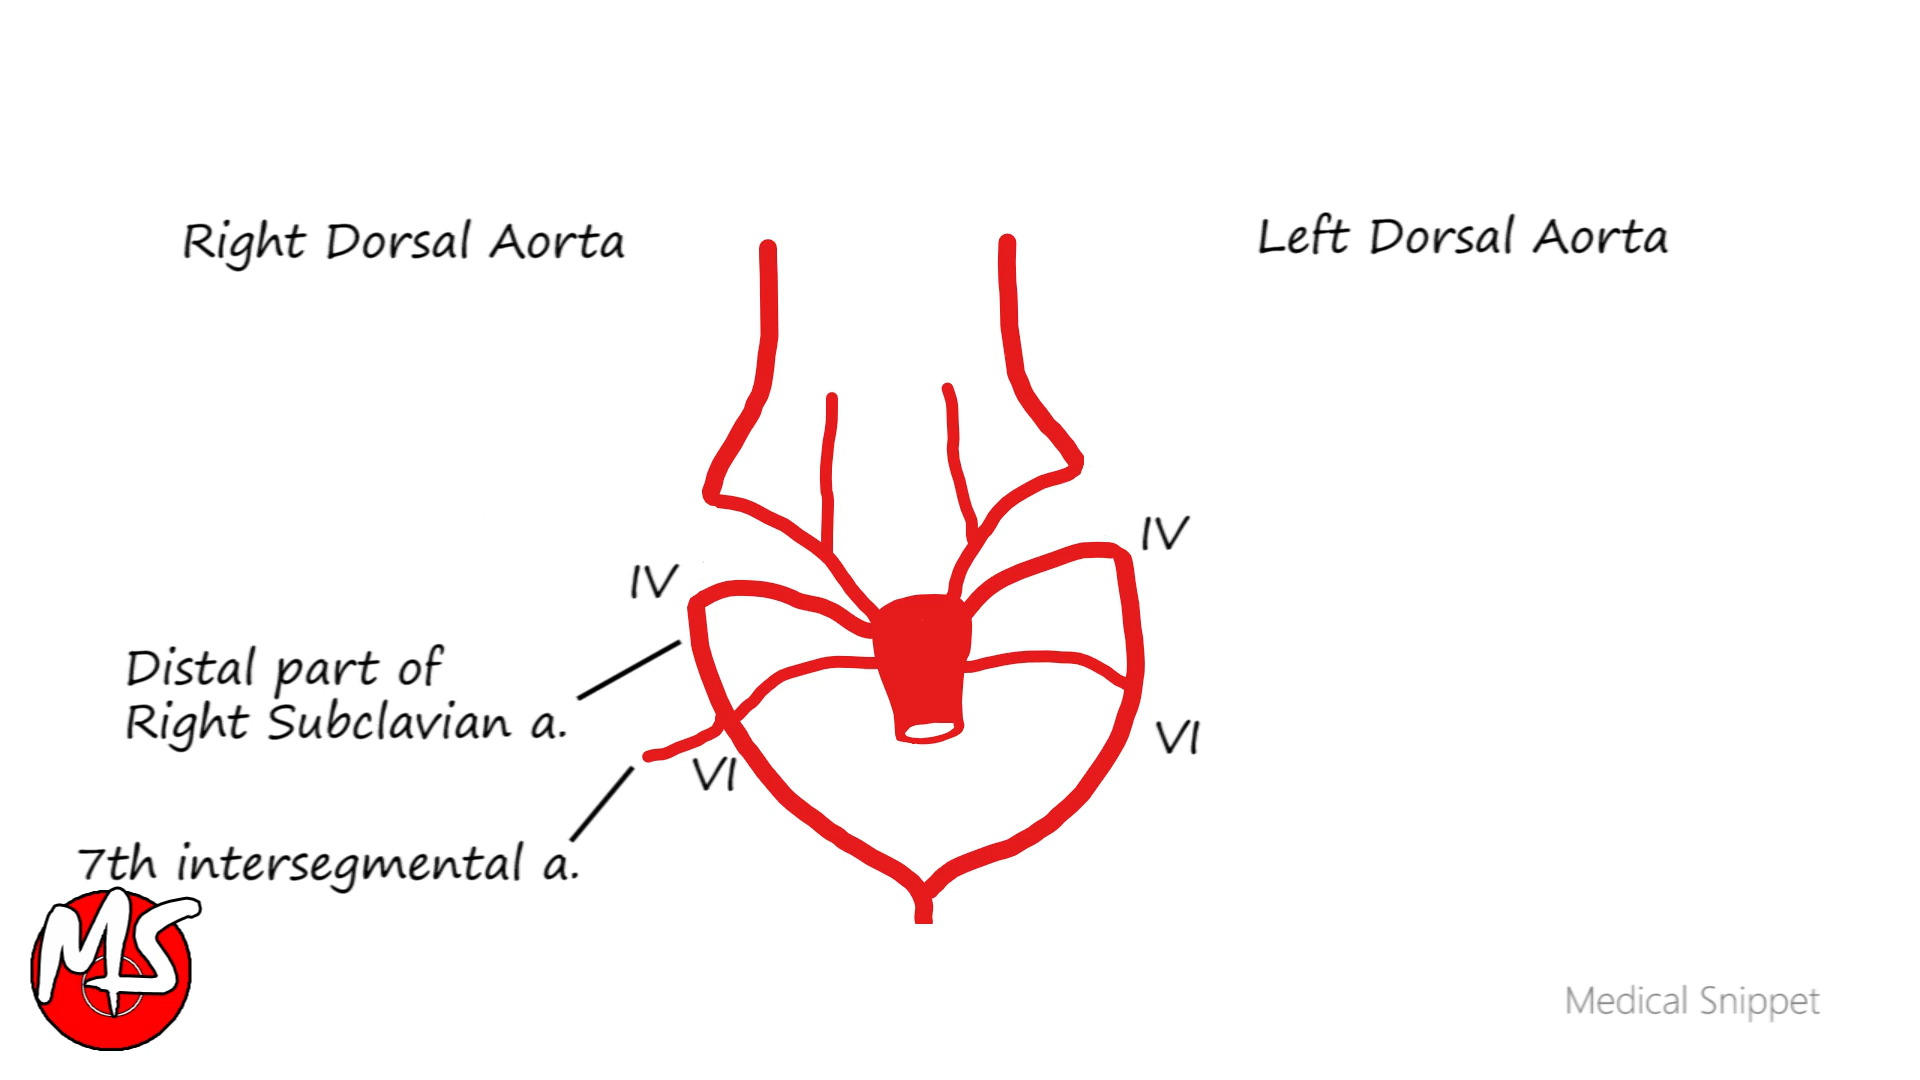 Right Dorsal Aorta
Left Dorsal Aorta
IV
IV
Distal part of
Right Subclavian a.
VI
VI
7th intersegmental a.
MS
Medical Snippet